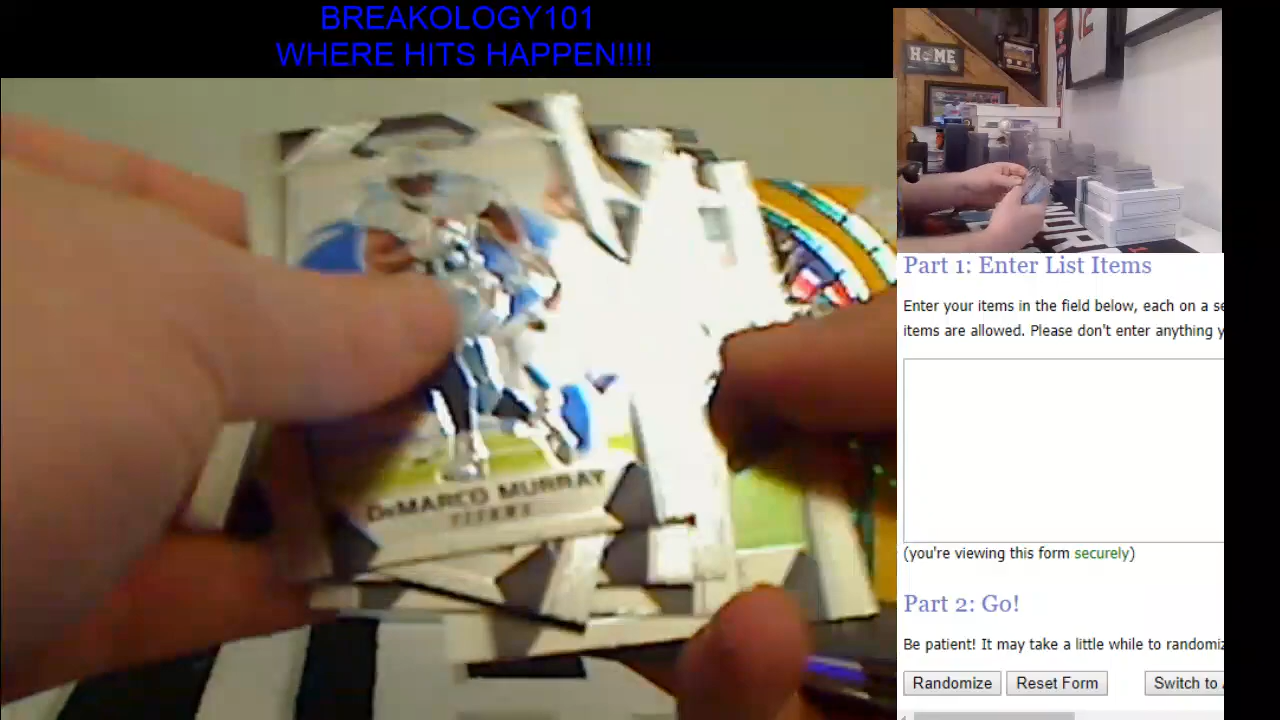 BREAKOLOGY101
WHERE HITS HAPPEN!!!!
HOME
12
DeMARCO MURRAY
TITANS
Part 1: Enter List Items
Enter your items in the field below, each on a se
items are allowed. Please don't enter anything y
(you're viewing this form securely)
Part 2: Go!
Be patient! It may take a little while to randomiz
Randomize
Reset Form
Switch to